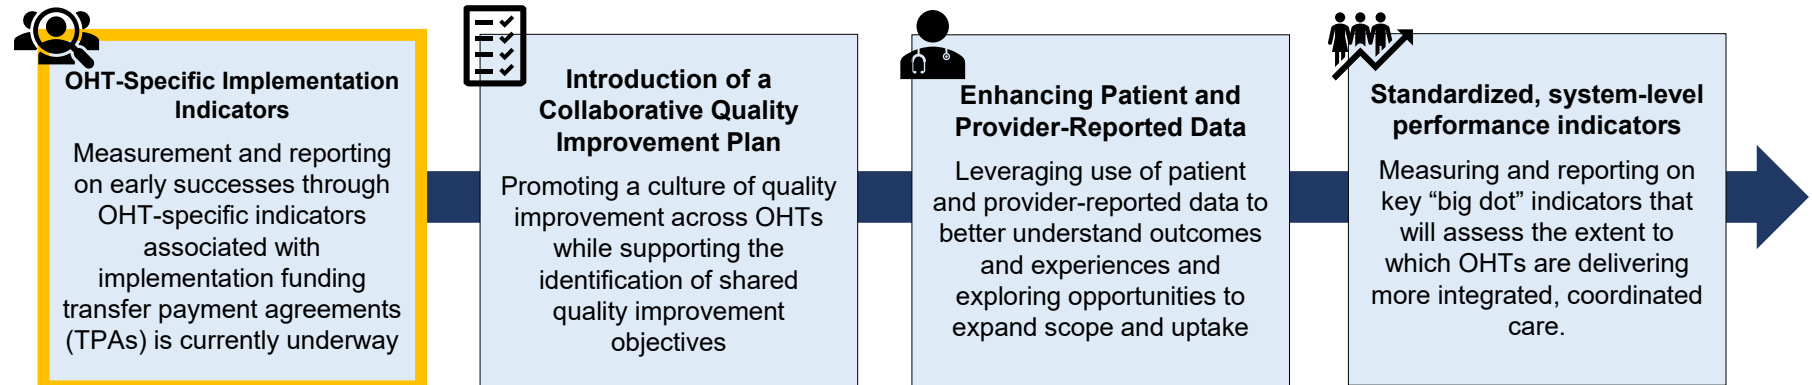 OHT-Specific Implementation
Indicators
Measurement and reporting
on early successes through
OHT-specific indicators
associated with
implementation funding
transfer payment agreements
(TPAs) is currently underway
Introduction of a
Collaborative Quality
Improvement Plan
Promoting a culture of quality
improvement across OHTs
while supporting the
identification of shared
quality improvement
objectives
Enhancing Patient and
Provider-Reported Data
Leveraging use of patient
and provider-reported data to
better understand outcomes
and experiences and
exploring opportunities to
expand scope and uptake
Standardized, system-level
performance indicators
Measuring and reporting on
key “big dot” indicators that
will assess the extent to
which OHTs are delivering
more integrated, coordinated
care.